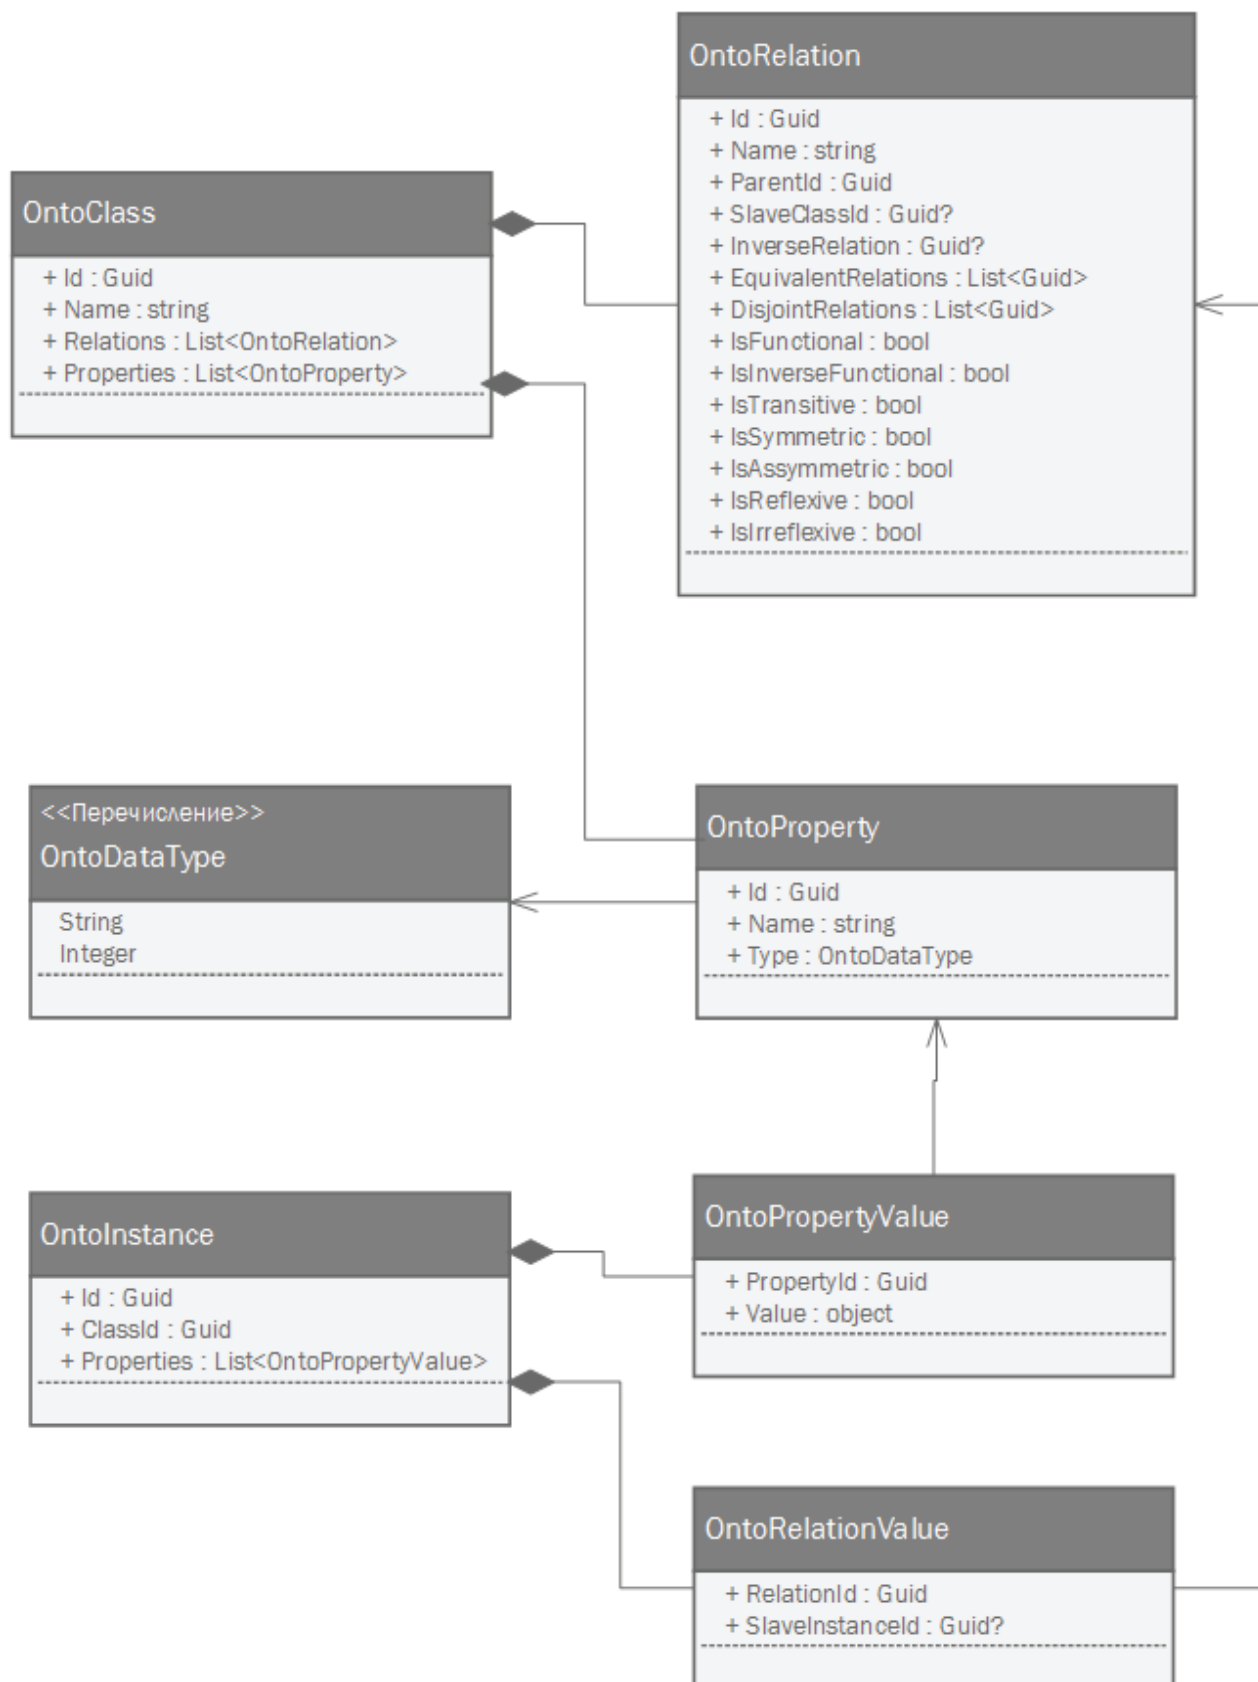 OntoRelation
+ Id : Guid
+ Name : string
+ ParentId : Guid
+ SlaveClassId : Guid?
+ InverseRelation : Guid?
+ EquivalentRelations : List<Guid>
+ DisjointRelations : List<Guid>
+ IsFunctional : bool
+ IsInverseFunctional : bool
+ IsTransitive : bool
+ IsSymmetric : bool
+ IsAssymmetric : bool
+ IsReflexive : bool
+ IsIrreflexive : bool
OntoClass
+ Id : Guid
+ Name : string
+ Relations : List<OntoRelation>
+ Properties : List<OntoProperty>
<<Перечисление>>
OntoDataType
String
Integer
OntoProperty
+ Id : Guid
+ Name : string
+ Type : OntoDataType
OntoInstance
+ Id : Guid
+ ClassId : Guid
+ Properties : List<OntoPropertyValue>
OntoPropertyValue
+ PropertyId : Guid
+ Value : object
OntoRelationValue
+ RelationId : Guid
+ SlaveInstanceId : Guid?